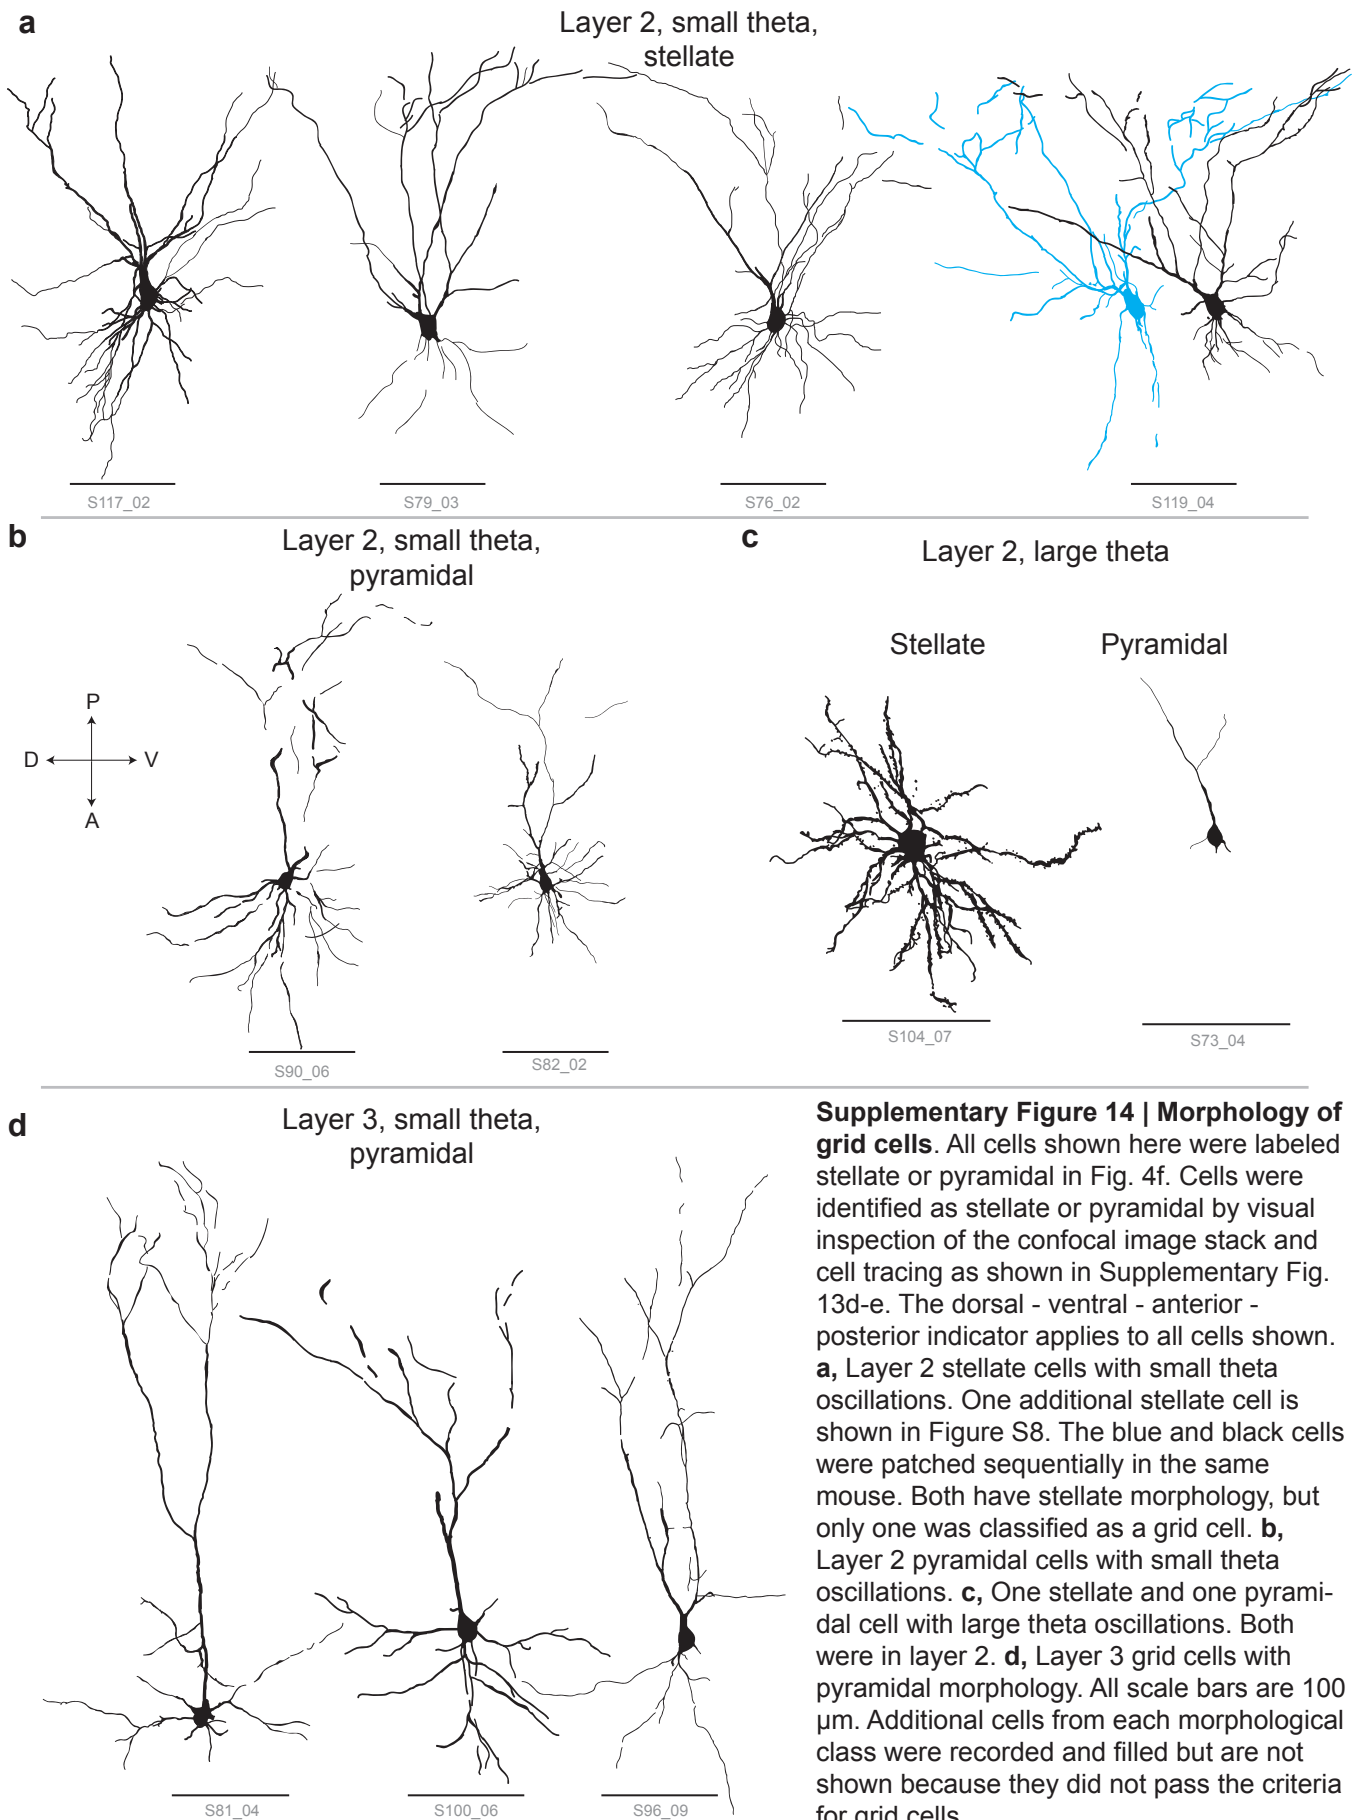 a
Layer 2, small theta,
stellate
S117_02
S79_03
S76_02
S119_04
b
Layer 2, small theta,
pyramidal
P
D
V
A
S90_06
S82_02
c
Layer 2, large theta
Stellate
Pyramidal
S104_07
S73_04
d
Layer 3, small theta,
pyramidal
S81_04
S100_06
S96_09
Supplementary Figure 14 | Morphology of
grid cells. All cells shown here were labeled
stellate or pyramidal in Fig. 4f. Cells were
identified as stellate or pyramidal by visual
inspection of the confocal image stack and
cell tracing as shown in Supplementary Fig.
13d-e. The dorsal - ventral - anterior -
posterior indicator applies to all cells shown.
a, Layer 2 stellate cells with small theta
oscillations. One additional stellate cell is
shown in Figure S8. The blue and black cells
were patched sequentially in the same
mouse. Both have stellate morphology, but
only one was classified as a grid cell. b,
Layer 2 pyramidal cells with small theta
oscillations. c, One stellate and one pyrami-
dal cell with large theta oscillations. Both
were in layer 2. d, Layer 3 grid cells with
pyramidal morphology. All scale bars are 100
µm. Additional cells from each morphological
class were recorded and filled but are not
shown because they did not pass the criteria
for grid cells